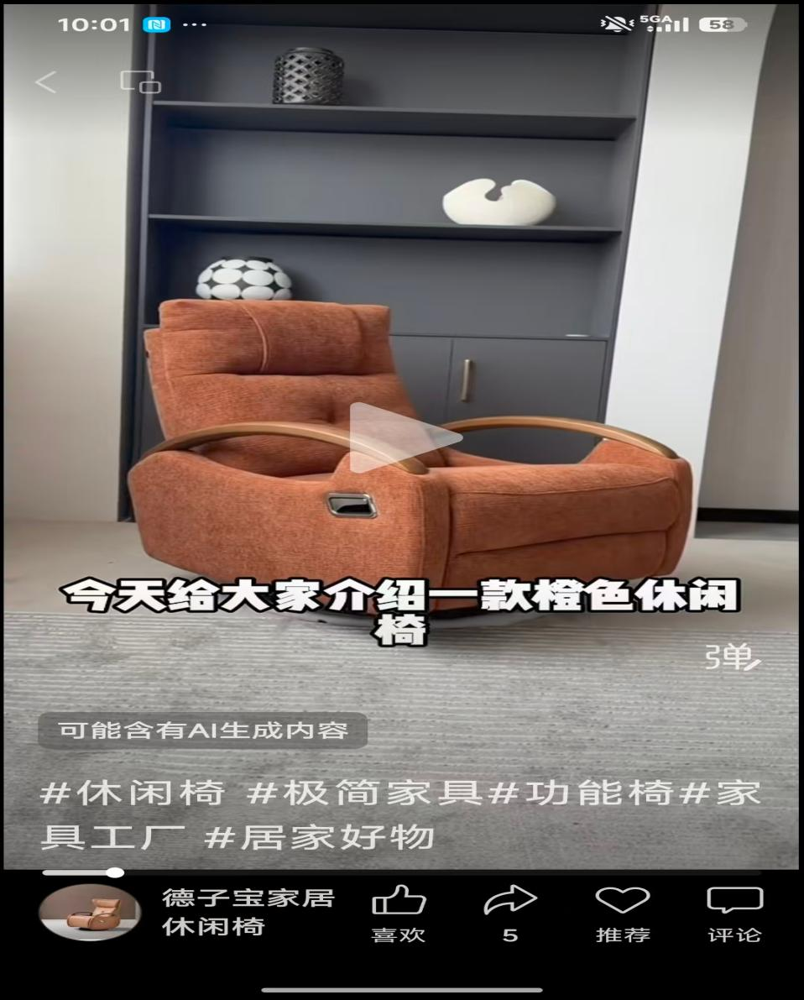 10:01
5GA
58
今天给大家介绍一款橙色休闲
椅
弹
可能含有AI生成内容
#休闲椅 #极简家具#功能椅#家
具工厂 #居家好物
德子宝家居
休闲椅
喜欢
5
推荐
评论